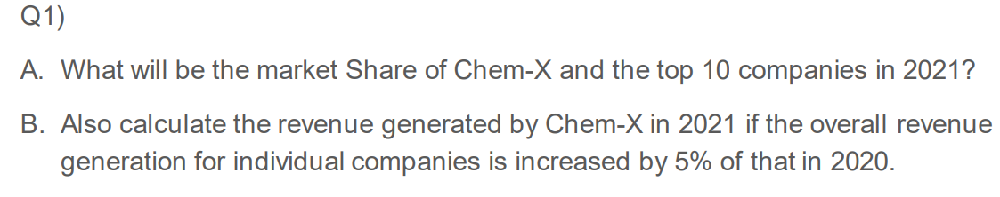 Q1)
A. What will be the market Share of Chem-X and the top 10 companies in 2021?
B. Also calculate the revenue generated by Chem-X in 2021 if the overall revenue
generation for individual companies is increased by 5% of that in 2020.